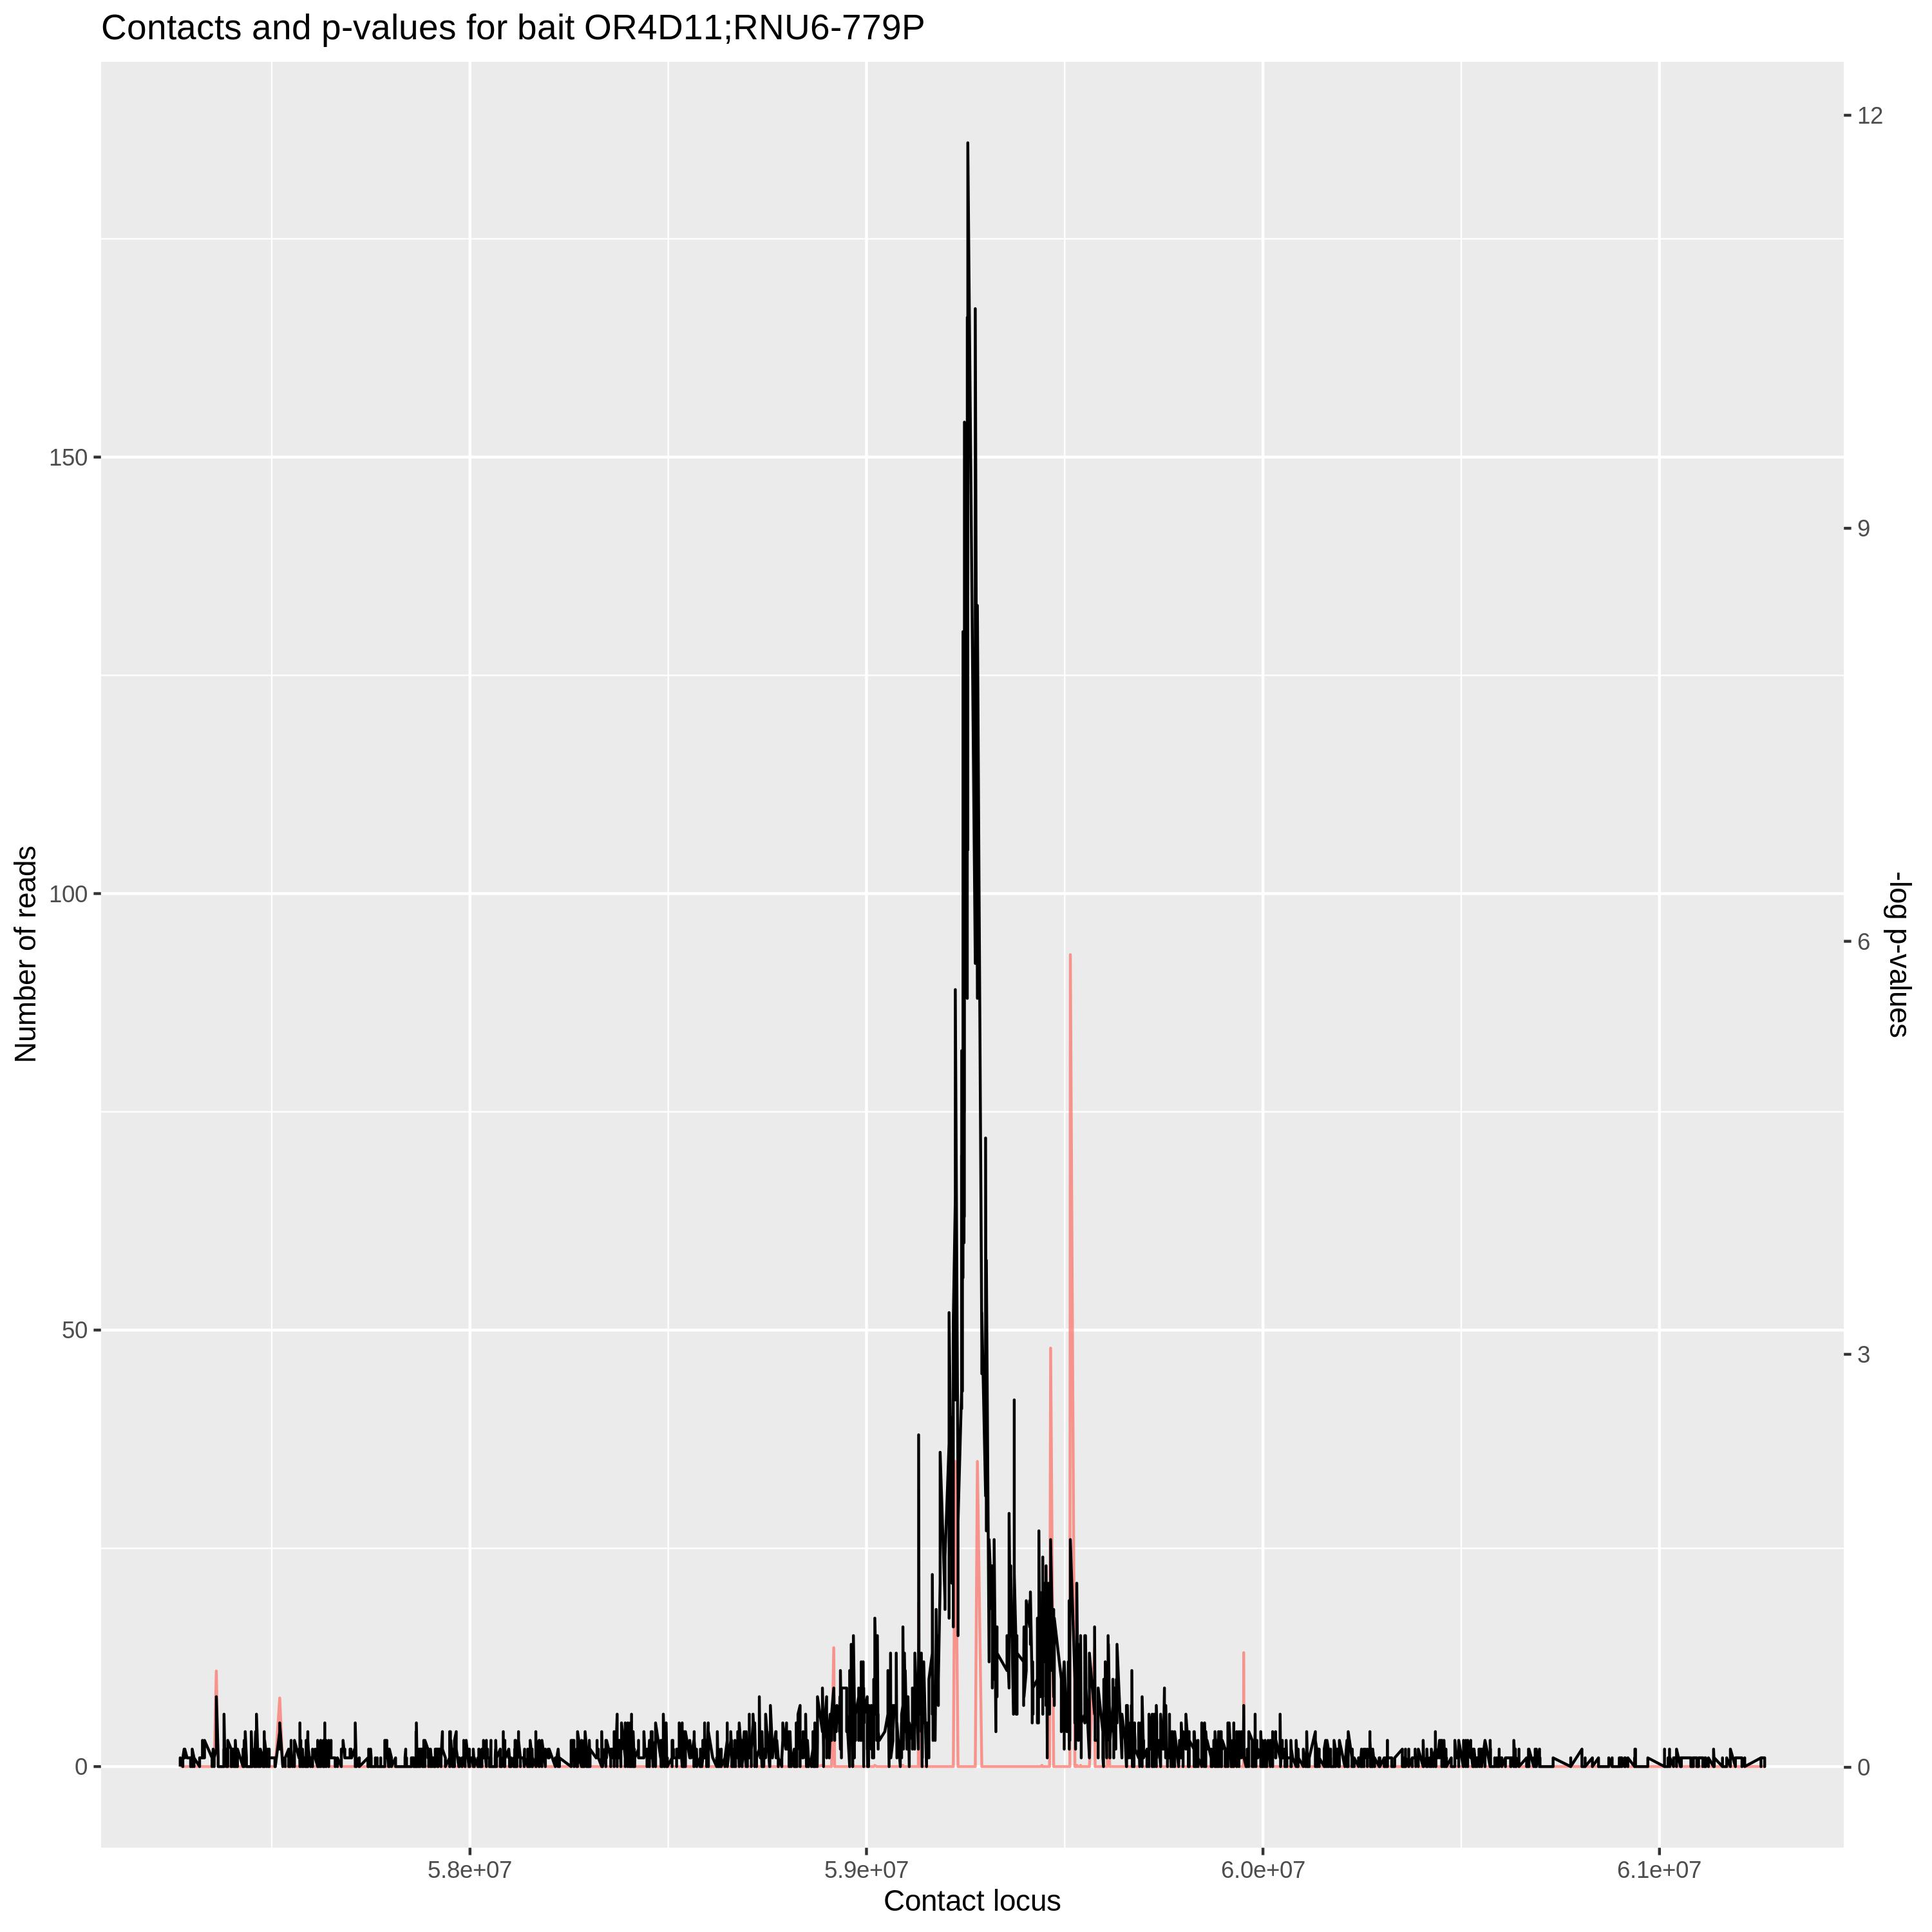 Contacts and p-values for bait OR4D11;RNU6-779P
12
9
150
100
6
Number of reads
-log p-values
50
3
0
0
5.8e+07
5.9e+07
6.0e+07
6.1e+07
Contact locus